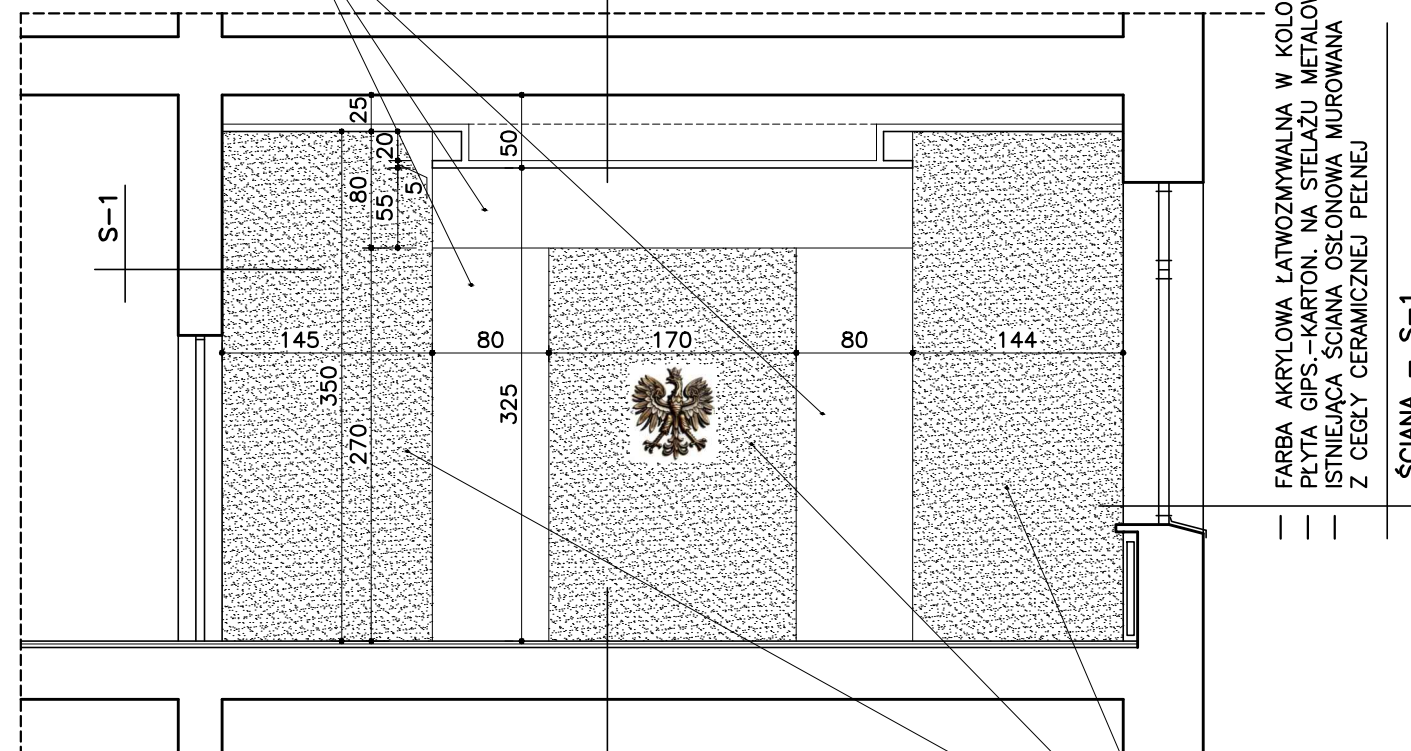 25
50
20
80
55
5
S–1
145
80
170
80
144
350
325
270
FARBA AKRYLOWA ŁATWOZMYWALNA W KOLO
PŁYTA GIPS.–KARTON. NA STELAŻU METALOW
ISTNIEJĄCA ŚCIANA OSŁONOWA MUROWANA
Z CEGŁY CERAMICZNEJ PEŁNEJ
ŚCIANA – S–1